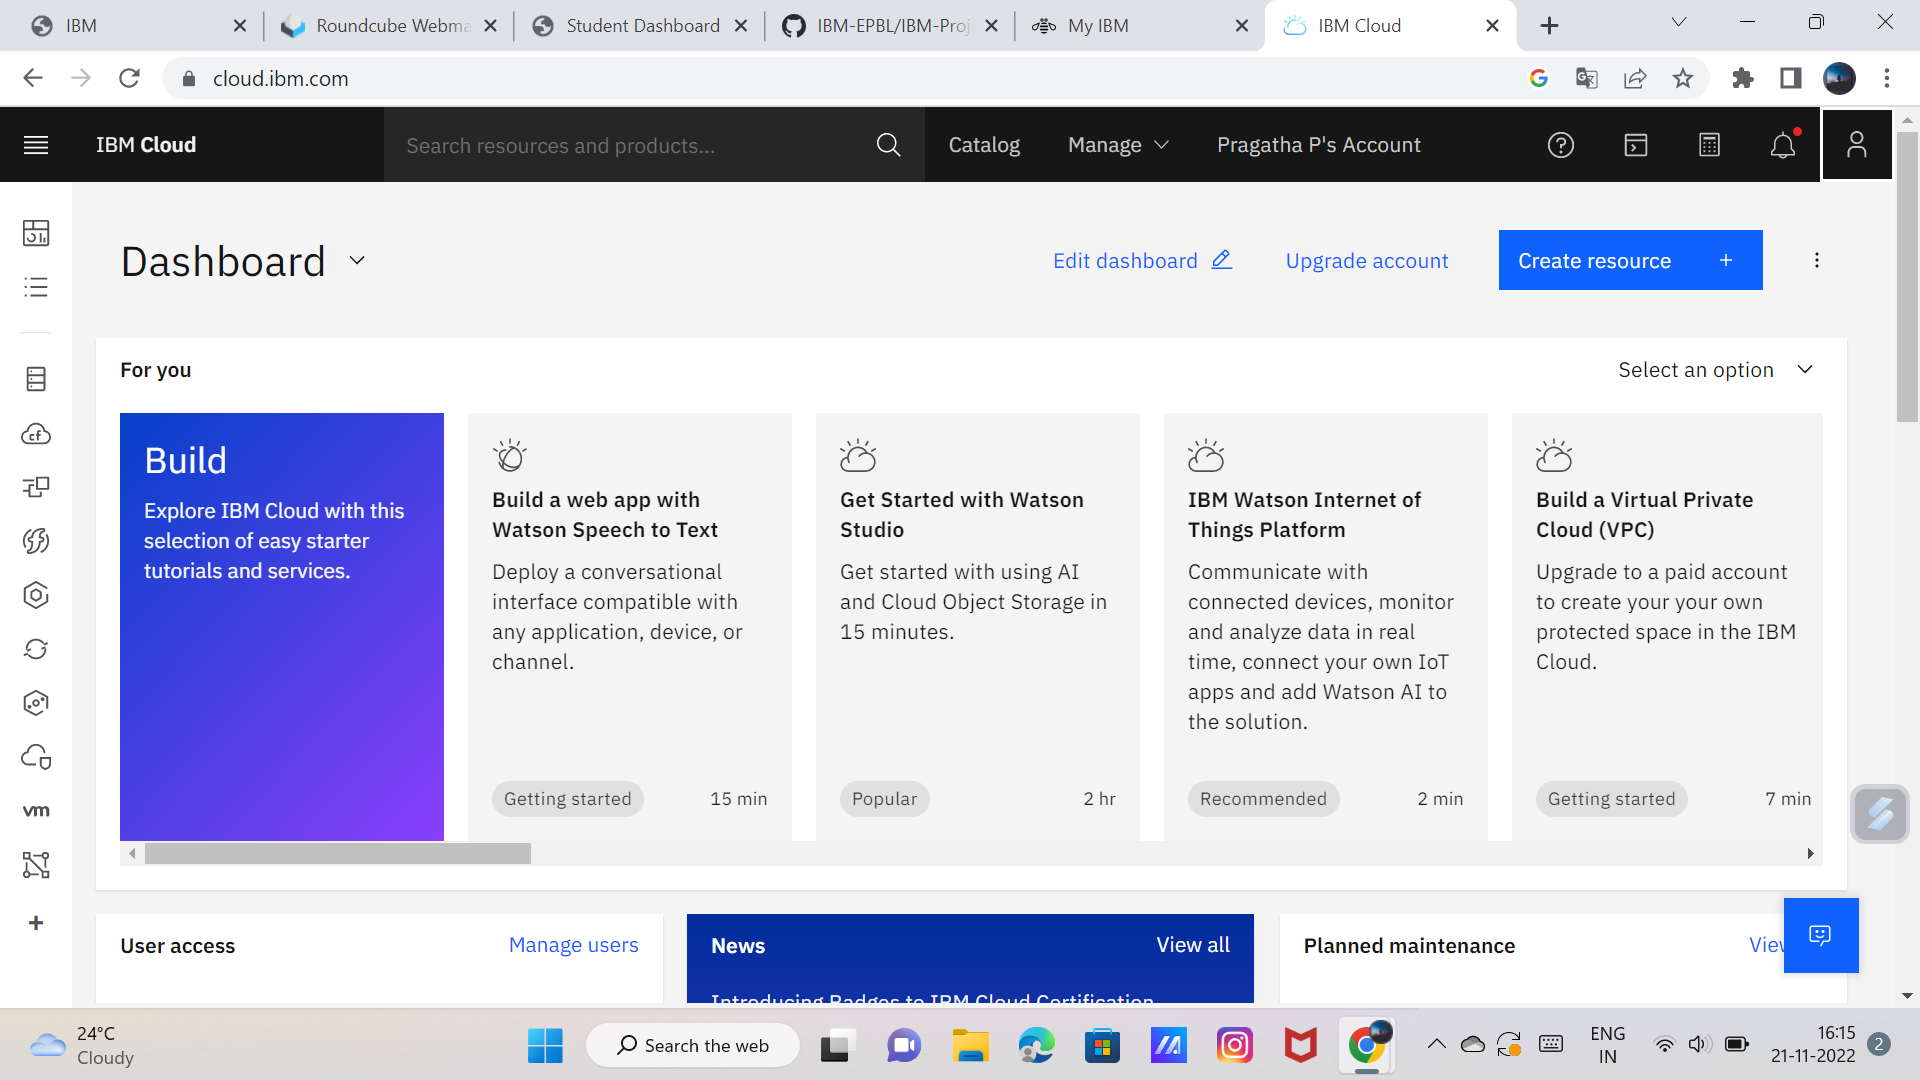 IBM
Roundcube Webma
Student Dashboard
IBM-EPBL/IBM-Proj
My IBM
IBM Cloud
cloud.ibm.com
IBM Cloud
Search resources and products...
Catalog
Manage
Pragatha P's Account
Dashboard
Edit dashboard
Upgrade account
Create resource +
For you
Select an option
Build
Explore IBM Cloud with this
selection of easy starter
tutorials and services.
Build a web app with
Watson Speech to Text
Deploy a conversational
interface compatible with
any application, device, or
channel.
Getting started
15 min
Get Started with Watson
Studio
Get started with using AI
and Cloud Object Storage in
15 minutes.
Popular
2 hr
IBM Watson Internet of
Things Platform
Communicate with
connected devices, monitor
and analyze data in real
time, connect your own IoT
apps and add Watson AI to
the solution.
Recommended
2 min
Build a Virtual Private
Cloud (VPC)
Upgrade to a paid account
to create your your own
protected space in the IBM
Cloud.
Getting started
7 min
cf
vm
User access
Manage users
News
View all
Introducing Badges to IBM Cloud Certification
Planned maintenance
View
24°C
Cloudy
Search the web
ENG
IN
16:15
21-11-2022
2